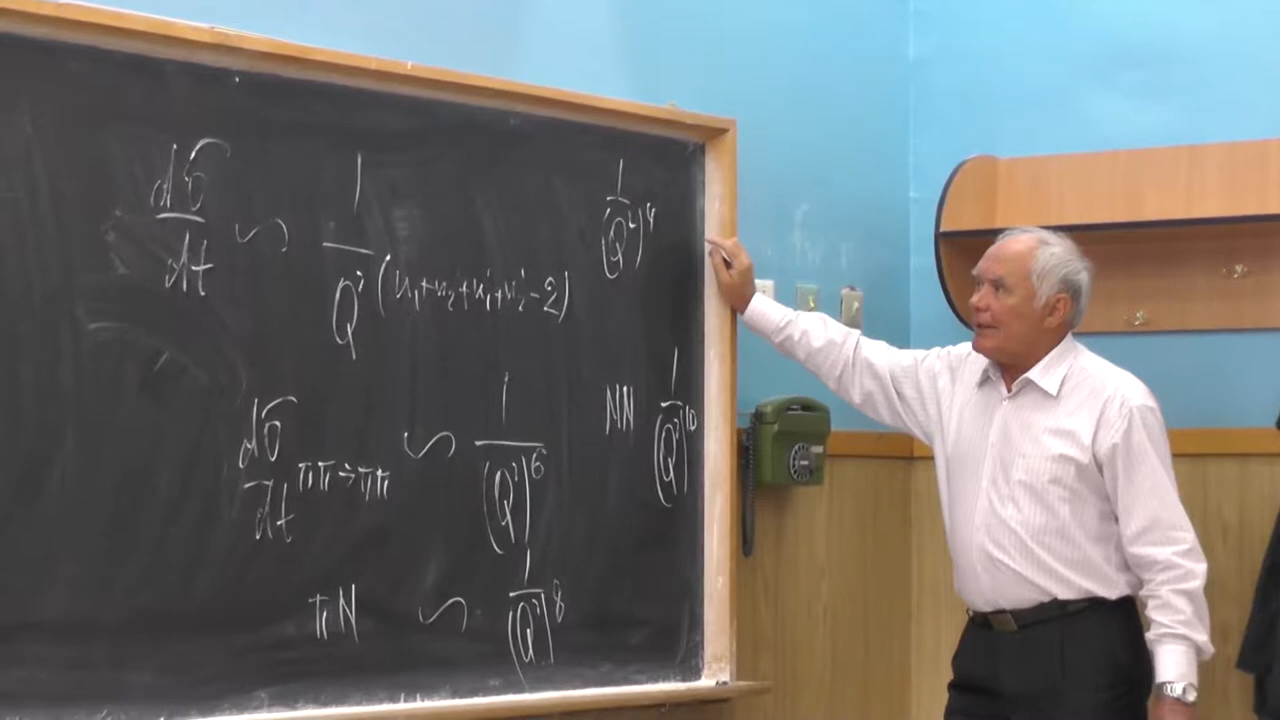 dσ/dt ~ 1/Q²^(n₁+n₂+n₁'+n₂'-2)
1/(Q²)⁴
dσ/dt ππ→ππ ~ 1/(Q²)⁶
NN 1/(Q²)¹⁰
πN ~ 1/(Q²)⁸